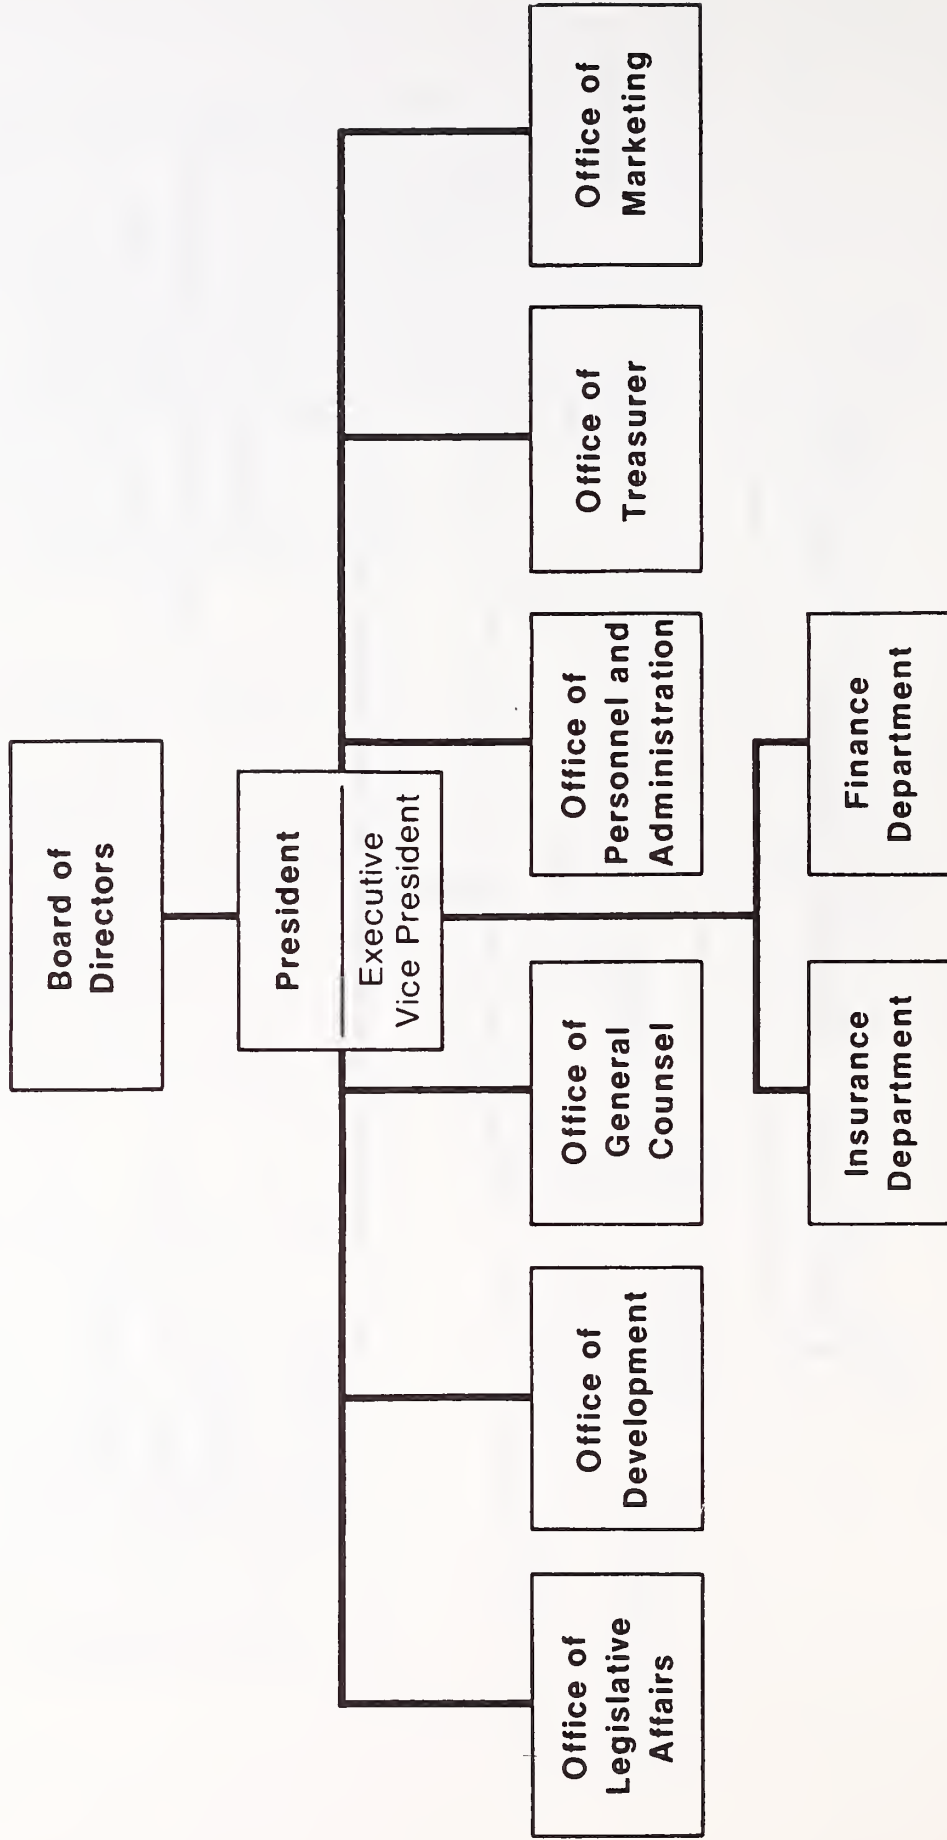 Board of
Directors
President
Executive
Vice President
Office of
Legislative
Affairs
Office of
Development
Office of
General
Counsel
Office of
Personnel and
Administration
Office of
Treasurer
Office of
Marketing
Insurance
Department
Finance
Department